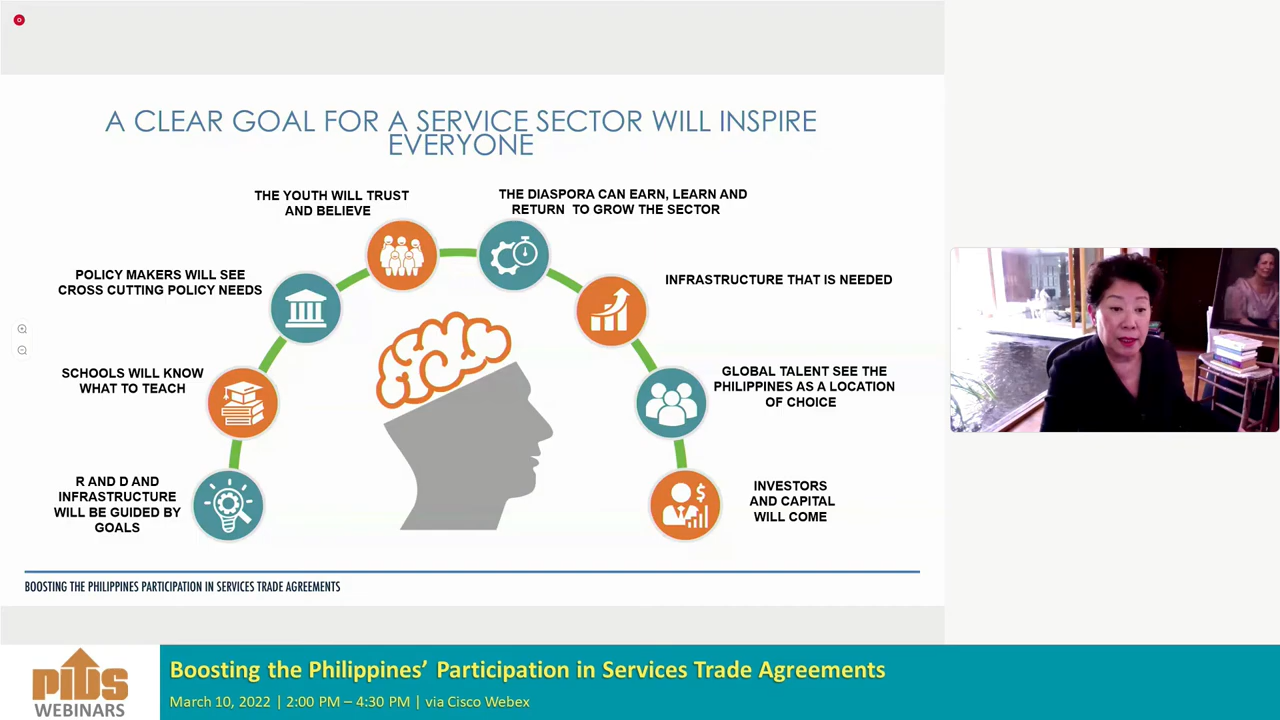 A CLEAR GOAL FOR A SERVICE SECTOR WILL INSPIRE
EVERYONE
THE YOUTH WILL TRUST
AND BELIEVE
THE DIASPORA CAN EARN, LEARN AND
RETURN TO GROW THE SECTOR
POLICY MAKERS WILL SEE
CROSS CUTTING POLICY NEEDS
INFRASTRUCTURE THAT IS NEEDED
SCHOOLS WILL KNOW
WHAT TO TEACH
GLOBAL TALENT SEE THE
PHILIPPINES AS A LOCATION
OF CHOICE
R AND D AND
INFRASTRUCTURE
WILL BE GUIDED BY
GOALS
INVESTORS
AND CAPITAL
WILL COME
$
BOOSTING THE PHILIPPINES PARTICIPATION IN SERVICES TRADE AGREEMENTS
PIDS
WEBINARS
Boosting the Philippines’ Participation in Services Trade Agreements
March 10, 2022 | 2:00 PM – 4:30 PM | via Cisco Webex